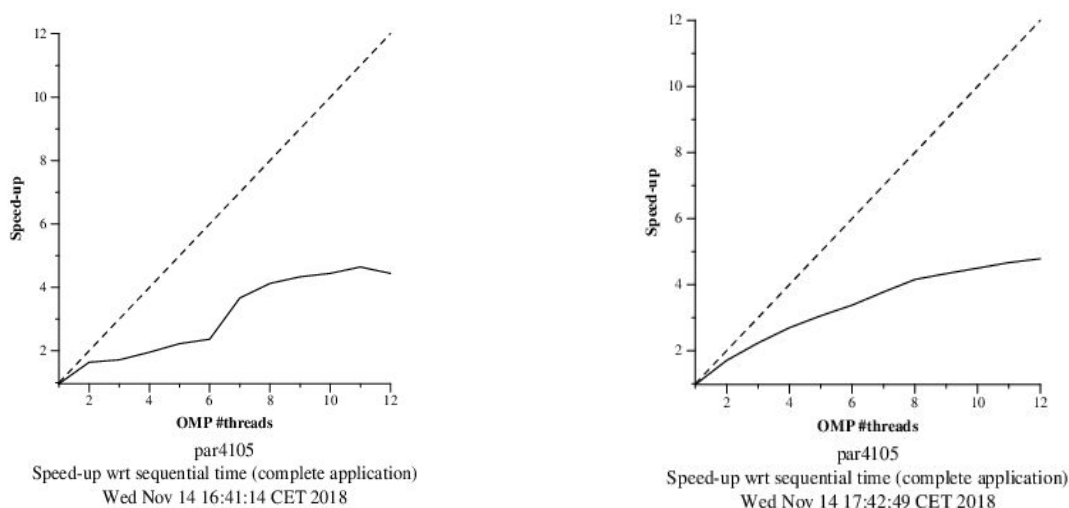 12
10
8
6
4
2
Speed-up
2 4 6 8 10 12
OMP #threads
par4105
Speed-up wrt sequential time (complete application)
Wed Nov 14 16:41:14 CET 2018
12
10
8
6
4
2
Speed-up
2 4 6 8 10 12
OMP #threads
par4105
Speed-up wrt sequential time (complete application)
Wed Nov 14 17:42:49 CET 2018